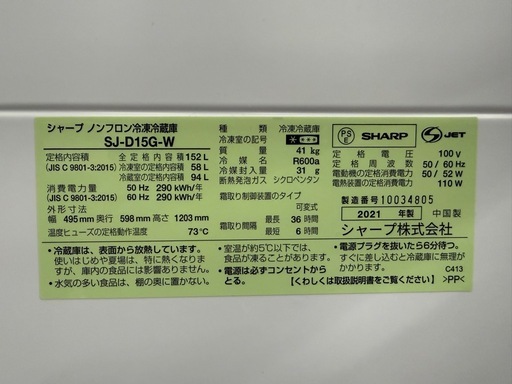 シャープ ノンフロン冷凍冷蔵庫
SJ-D15G-W
定格内容積 全定格内容積 152 L
(JIS C 9801-3:2015) 冷凍室の定格内容積 58 L
冷蔵室の定格内容積 94 L
消費電力量 50 Hz 290 kWh/年
(JIS C 9801-3:2015) 60 Hz 290 kWh/年
外形寸法
幅 495 mm 奥行 598 mm 高さ 1203 mm
温度ヒューズの定格動作温度 73℃
種類 冷凍冷蔵庫
冷凍室の記号
質量 41 kg
冷媒名 R600a
冷媒封入量 31 g
断熱発泡ガス シクロペンタン
霜取り制御装置のタイプ
可変式
霜取り間隔 最長 36 時間
最短 6 時間
PS
E
SHARP
S JET
定格電圧 100 V
定格周波数 50 / 60 Hz
電動機の定格消費電力 50 / 52 W
電熱装置の定格消費電力 110 W
製造番号 10034805
2021 年製 中国製
シャープ株式会社
・冷蔵庫は、表面から放熱しています。
使いはじめや夏場は、特に熱くなりま
すが、庫内の食品には影響ありません。
・水気の多い食品は、棚の奥に置かない。
・室温が約5℃以下では、
食品が凍ることがあります。
・電源は必ずコンセントから
とる。
・電源プラグを抜いたら6分待つ。
すぐに差し込むと冷蔵庫に無理が
かかります。 C413
【くわしくは取扱説明書をご覧ください】 >PP<